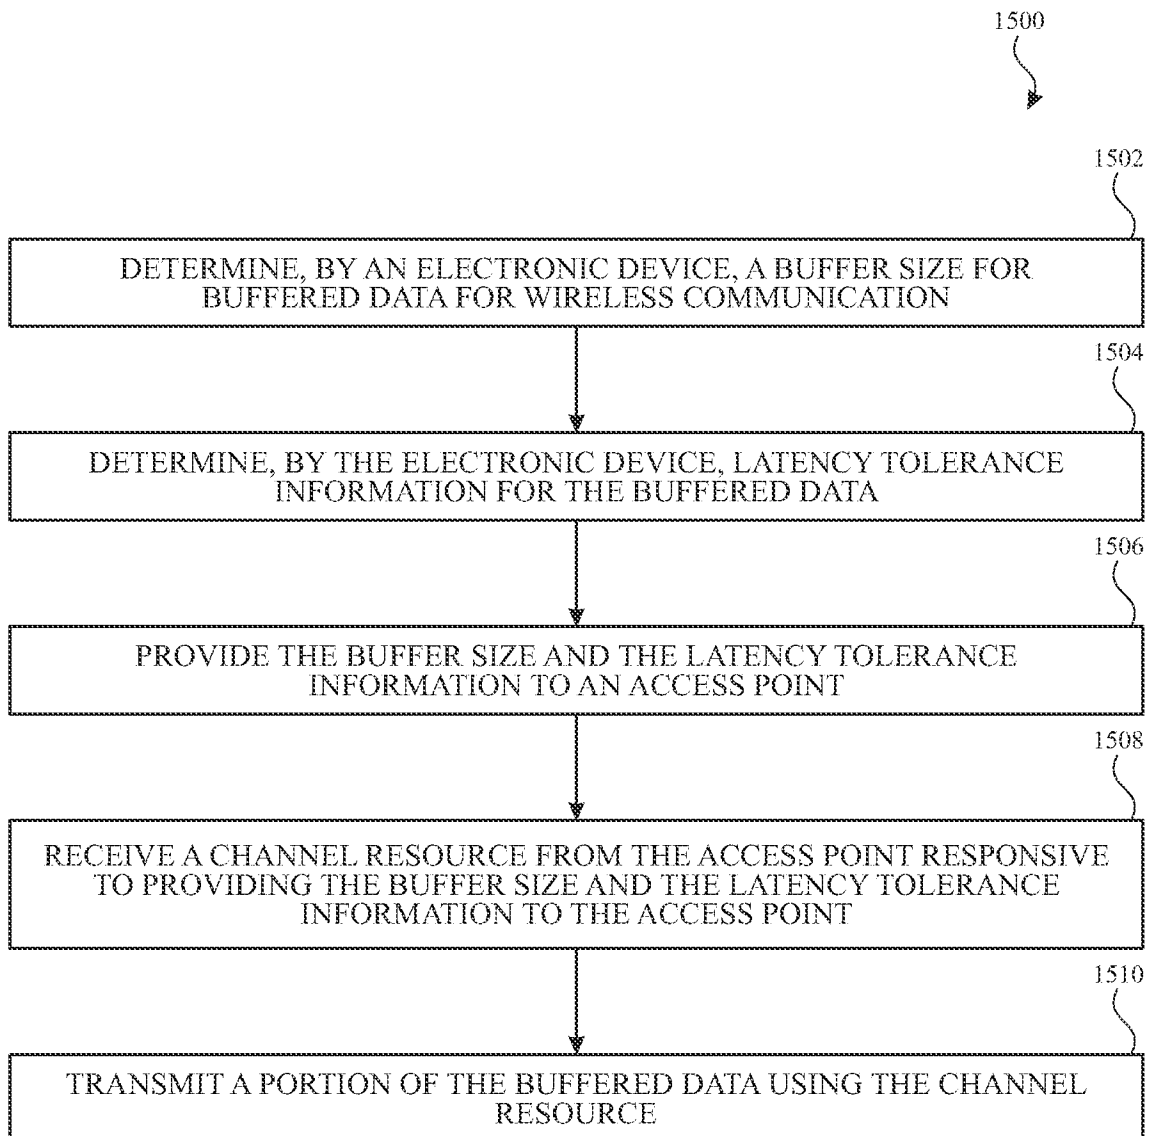 1500
1502
DETERMINE, BY AN ELECTRONIC DEVICE, A BUFFER SIZE FOR
BUFFERED DATA FOR WIRELESS COMMUNICATION
1504
DETERMINE, BY THE ELECTRONIC DEVICE, LATENCY TOLERANCE
INFORMATION FOR THE BUFFERED DATA
1506
PROVIDE THE BUFFER SIZE AND THE LATENCY TOLERANCE
INFORMATION TO AN ACCESS POINT
1508
RECEIVE A CHANNEL RESOURCE FROM THE ACCESS POINT RESPONSIVE
TO PROVIDING THE BUFFER SIZE AND THE LATENCY TOLERANCE
INFORMATION TO THE ACCESS POINT
1510
TRANSMIT A PORTION OF THE BUFFERED DATA USING THE CHANNEL
RESOURCE